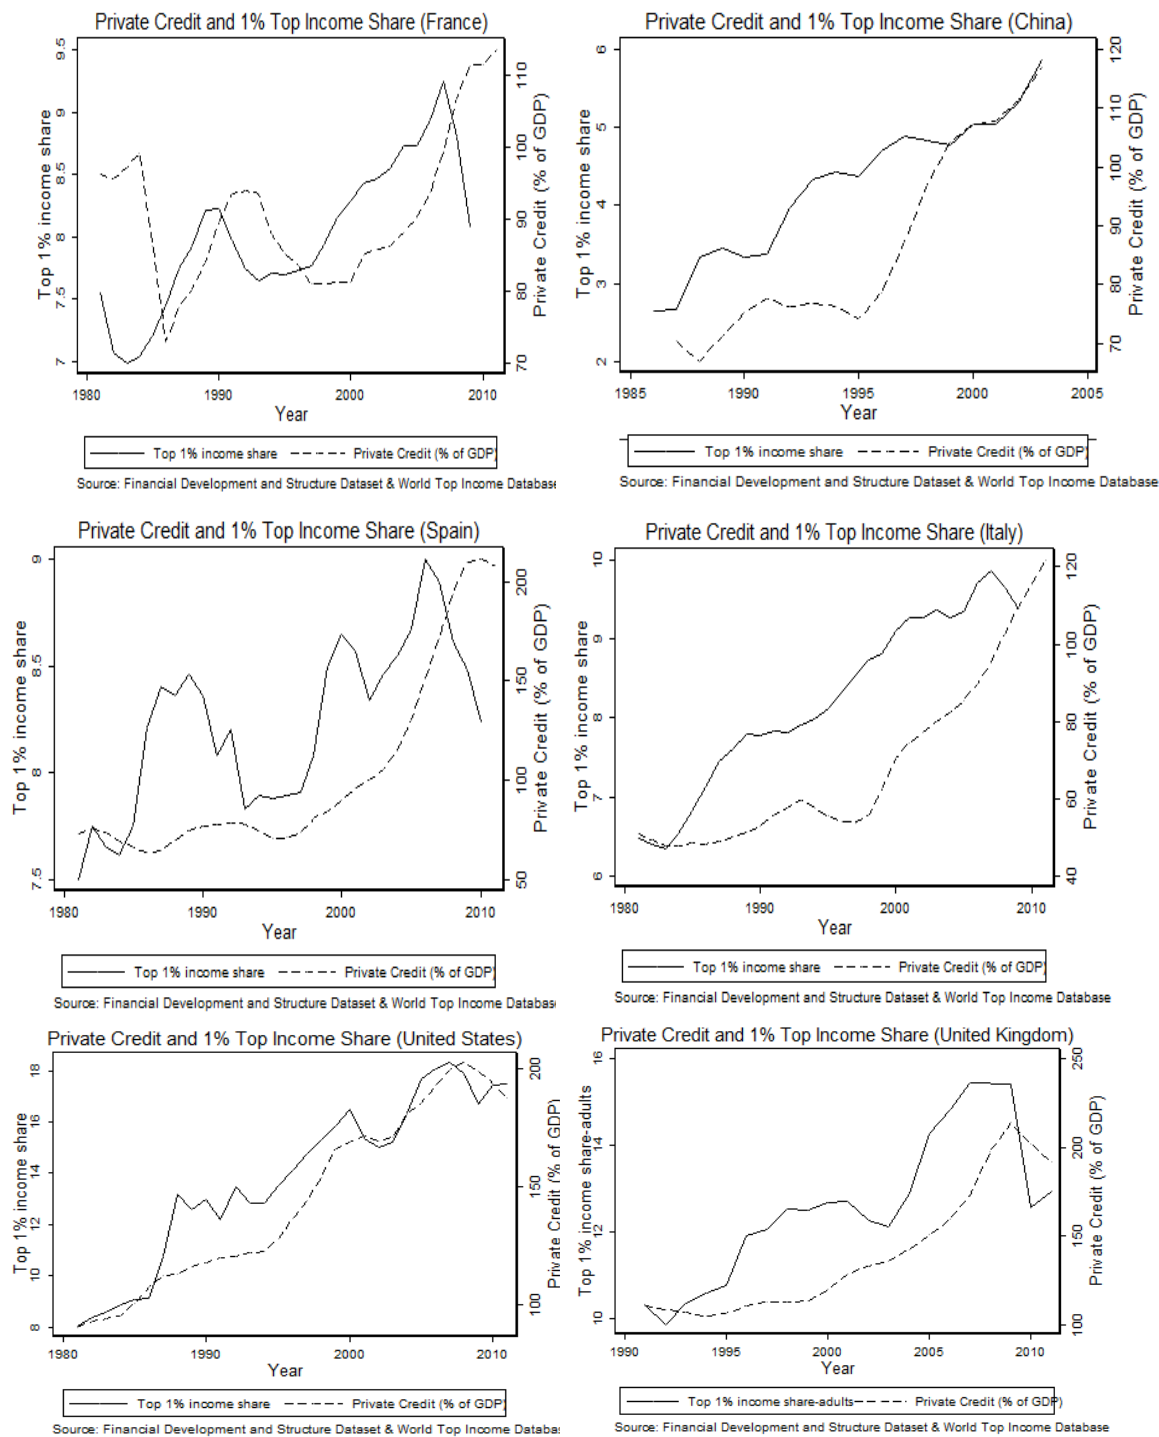 Private Credit and 1% Top Income Share (France)
Top 1% income share
7 7.5 8 8.5 9 9.5
Private Credit (% of GDP)
70 80 90 100 110
1980 1990 2000 2010
Year
Top 1% income share Private Credit (% of GDP)
Source: Financial Development and Structure Dataset & World Top Income Database
Private Credit and 1% Top Income Share (China)
Top 1% income share
2 3 4 5 6
Private Credit (% of GDP)
70 80 90 100 110 120
1985 1990 1995 2000 2005
Year
Top 1% income share Private Credit (% of GDP)
Source: Financial Development and Structure Dataset & World Top Income Database
Private Credit and 1% Top Income Share (Spain)
Top 1% income share
7.5 8 8.5 9
Private Credit (% of GDP)
50 100 150 200
1980 1990 2000 2010
Year
Top 1% income share Private Credit (% of GDP)
Source: Financial Development and Structure Dataset & World Top Income Databas
Private Credit and 1% Top Income Share (Italy)
Top 1% income share
6 7 8 9 10
Private Credit (% of GDP)
40 60 80 100 120
1980 1990 2000 2010
Year
Top 1% income share Private Credit (% of GDP)
Source: Financial Development and Structure Dataset & World Top Income Database
Private Credit and 1% Top Income Share (United States)
Top 1% income share
8 10 12 14 16 18
Private Credit (% of GDP)
100 150 200
1980 1990 2000 2010
Year
Top 1% income share Private Credit (% of GDP)
Source: Financial Development and Structure Dataset & World Top Income Databa
Private Credit and 1% Top Income Share (United Kingdom)
Top 1% income share-adults
10 12 14 16
Private Credit (% of GDP)
100 150 200 250
1990 1995 2000 2005 2010
Year
Top 1% income share-adults Private Credit (% of GDP)
Source: Financial Development and Structure Dataset & World Top Income Database